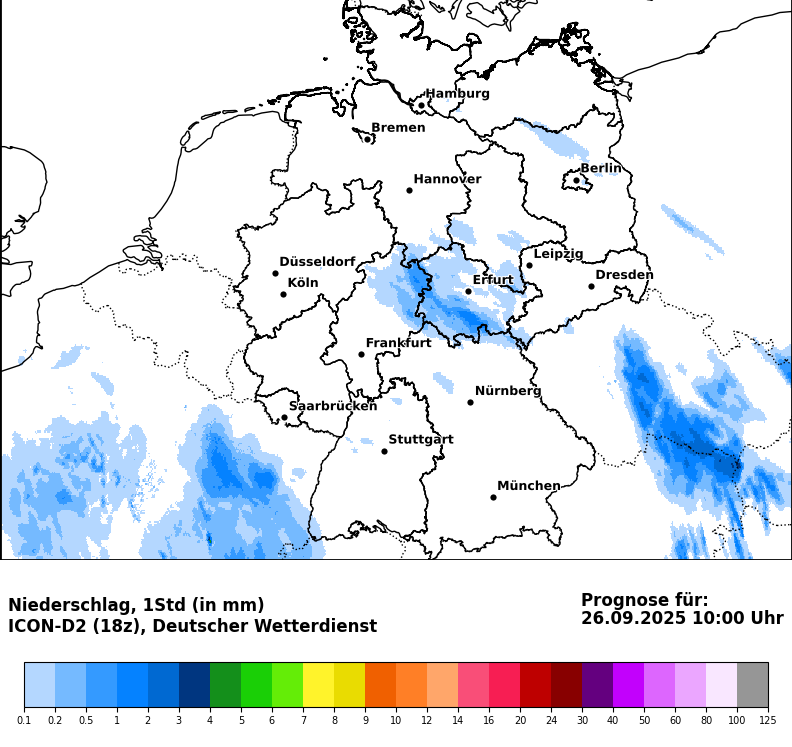 Hamburg
Bremen
Berlin
Hannover
Leipzig
Düsseldorf
Dresden
Köln
Erfurt
Frankfurt
Nürnberg
Saarbrücken
Stuttgart
München
Niederschlag, 1Std (in mm)
ICON-D2 (18z), Deutscher Wetterdienst
Prognose für:
26.09.2025 10:00 Uhr
0.1 0.2 0.5 1 2 3 4 5 6 7 8 9 10 12 14 16 20 24 30 40 50 60 80 100 125